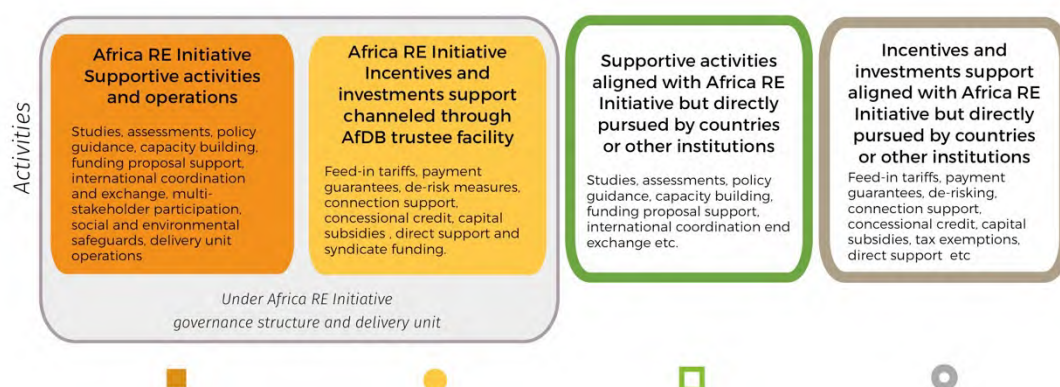 Activities
Africa RE Initiative
Supportive activities
and operations
Studies, assessments, policy
guidance, capacity building,
funding proposal support,
international coordination
and exchange, multi-
stakeholder participation,
social and environmental
safeguards, delivery unit
operations
Africa RE Initiative
Incentives and
investments support
channeled through
AfDB trustee facility
Feed-in tariffs, payment
guarantees, de-risk measures,
connection support,
concessional credit, capital
subsidies , direct support and
syndicate funding.
Under Africa RE Initiative
governance structure and delivery unit
Supportive activities
aligned with Africa RE
Initiative but directly
pursued by countries
or other institutions
Studies, assessments, policy
guidance, capacity building,
funding proposal support,
international coordination end
exchange etc.
Incentives and
investments support
aligned with Africa RE
Initiative but directly
pursued by countries
or other institutions
Feed-in tariffs, payment
guarantees, de-risking,
connection support,
concessional credit, capital
subsidies, tax exemptions,
direct support etc